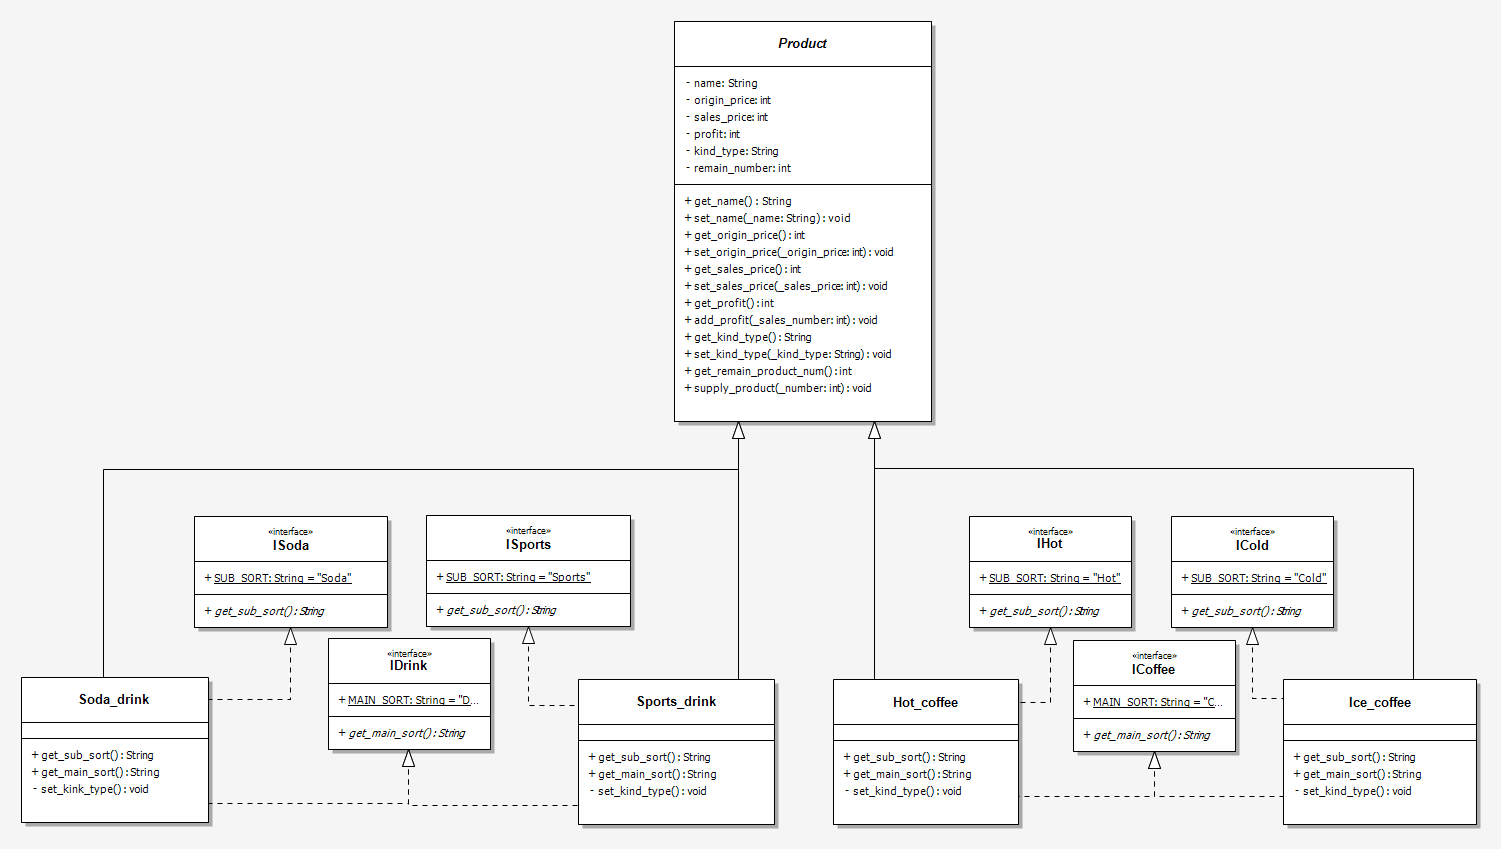 Product
- name: String
- origin_price: int
- sales_price: int
- profit: int
- kind_type: String
- remain_number: int
+ get_name() : String
+ set_name(_name: String) : void
+ get_origin_price() : int
+ set_origin_price(_origin_price: int) : void
+ get_sales_price() : int
+ set_sales_price(_sales_price: int) : void
+ get_profit() : int
+ add_profit(_sales_number: int) : void
+ get_kind_type() : String
+ set_kind_type(_kind_type: String) : void
+ get_remain_product_num() : int
+ supply_product(_number: int) : void
«interface»
ISoda
+ SUB_SORT: String = "Soda"
+ get_sub_sort() : String
«interface»
ISports
+ SUB_SORT: String = "Sports"
+ get_sub_sort() : String
«interface»
IHot
+ SUB_SORT: String = "Hot"
+ get_sub_sort() : String
«interface»
ICold
+ SUB_SORT: String = "Cold"
+ get_sub_sort() : String
«interface»
IDrink
+ MAIN_SORT: String = "D...
+ get_main_sort() : String
«interface»
ICoffee
+ MAIN_SORT: String = "C...
+ get_main_sort() : String
Soda_drink
+ get_sub_sort() : String
+ get_main_sort() : String
- set_kink_type() : void
Sports_drink
+ get_sub_sort() : String
+ get_main_sort() : String
- set_kind_type() : void
Hot_coffee
+ get_sub_sort() : String
+ get_main_sort() : String
- set_kind_type() : void
Ice_coffee
+ get_sub_sort() : String
+ get_main_sort() : String
- set_kind_type() : void